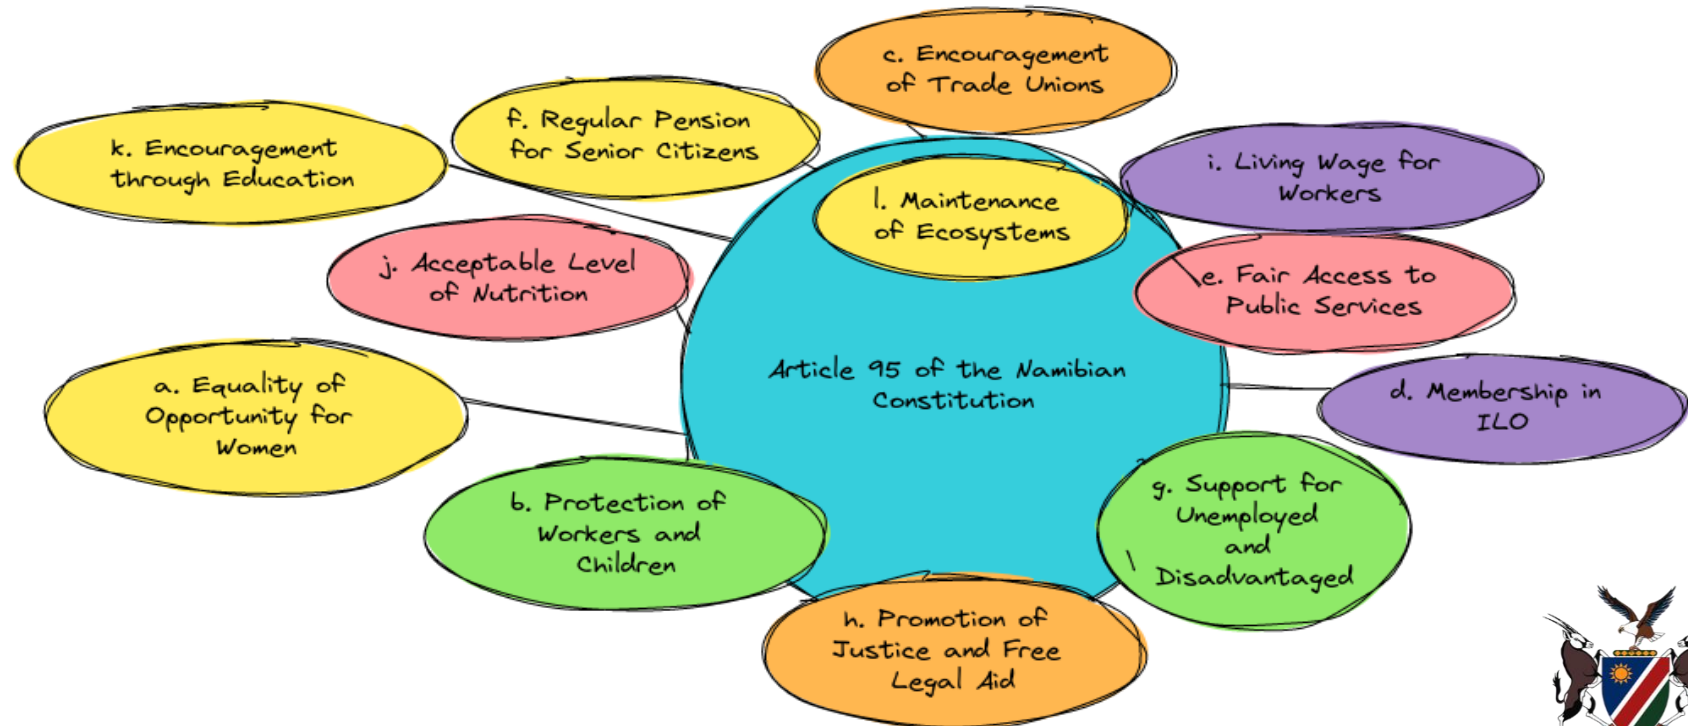 c. Encouragement
of Trade Unions
f. Regular Pension
for Senior Citizens
k. Encouragement
through Education
i. Living Wage for
Workers
l. Maintenance
of Ecosystems
j. Acceptable Level
of Nutrition
e. Fair Access to
Public Services
Article 95 of the Namibian
Constitution
a. Equality of
Opportunity for
Women
d. Membership in
ILO
b. Protection of
Workers and
Children
g. Support for
Unemployed
and
Disadvantaged
h. Promotion of
Justice and Free
Legal Aid